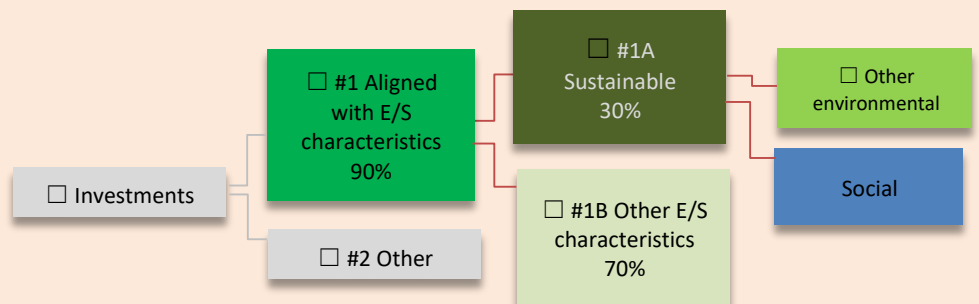 ☐ Investments
☐ #1 Aligned
with E/S
characteristics
90%
☐ #2 Other
☐ #1A
Sustainable
30%
☐ #1B Other E/S
characteristics
70%
☐ Other
environmental
Social